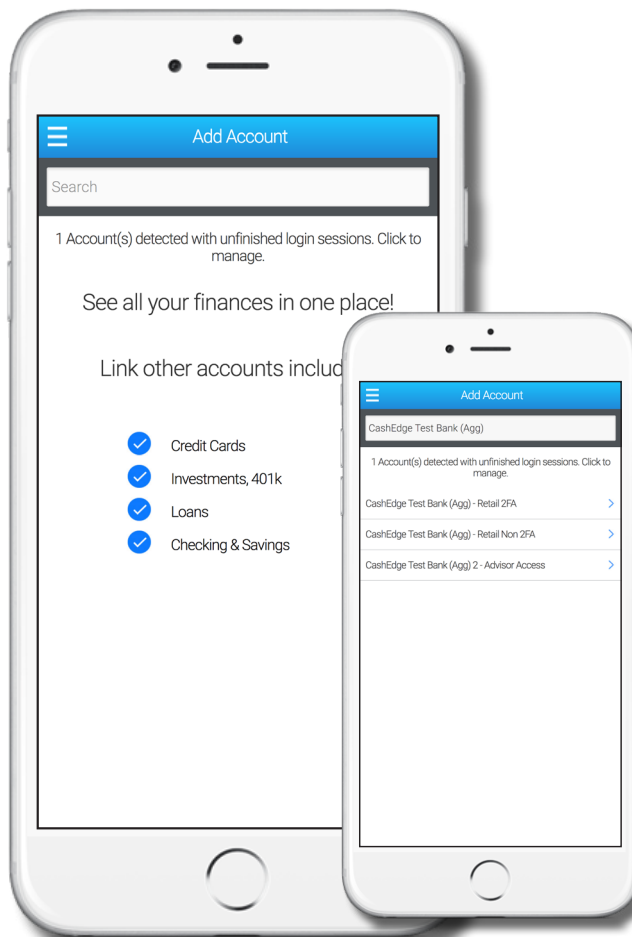 Add Account
Search
1 Account(s) detected with unfinished login sessions. Click to
manage.
See all your finances in one place!
Link other accounts includ
Credit Cards
Investments, 401k
Loans
Checking & Savings
Add Account
CashEdge Test Bank (Agg)
1 Account(s) detected with unfinished login sessions. Click to
manage.
CashEdge Test Bank (Agg) - Retail 2FA
CashEdge Test Bank (Agg) - Retail Non 2FA
CashEdge Test Bank (Agg) 2 - Advisor Access